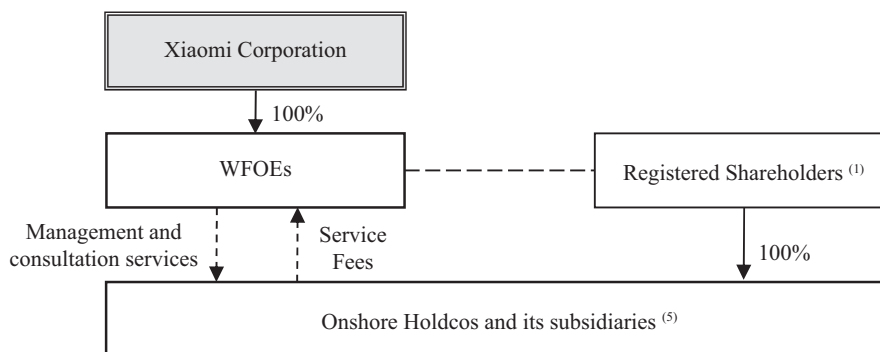 Xiaomi Corporation
100%
WFOEs
Registered Shareholders (1)
Management and
consultation services
Service
Fees
100%
Onshore Holdcos and its subsidiaries (5)